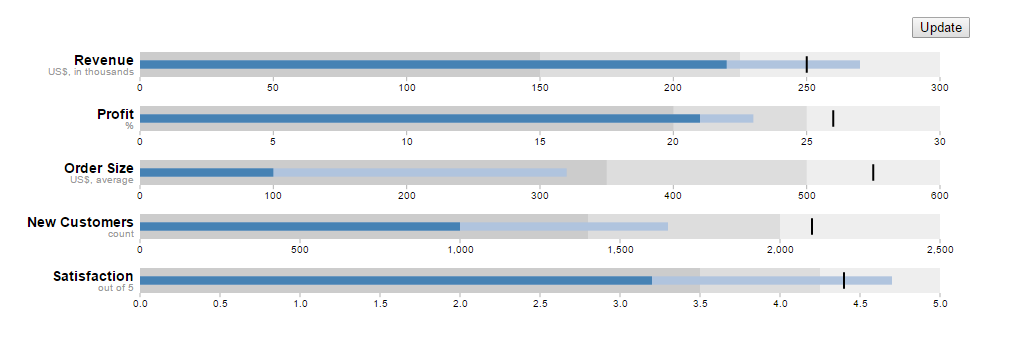 Update
Revenue
US$, in thousands
0 50 100 150 200 250 300
Profit
%
0 5 10 15 20 25 30
Order Size
US$, average
0 100 200 300 400 500 600
New Customers
count
0 500 1,000 1,500 2,000 2,500
Satisfaction
out of 5
0.0 0.5 1.0 1.5 2.0 2.5 3.0 3.5 4.0 4.5 5.0